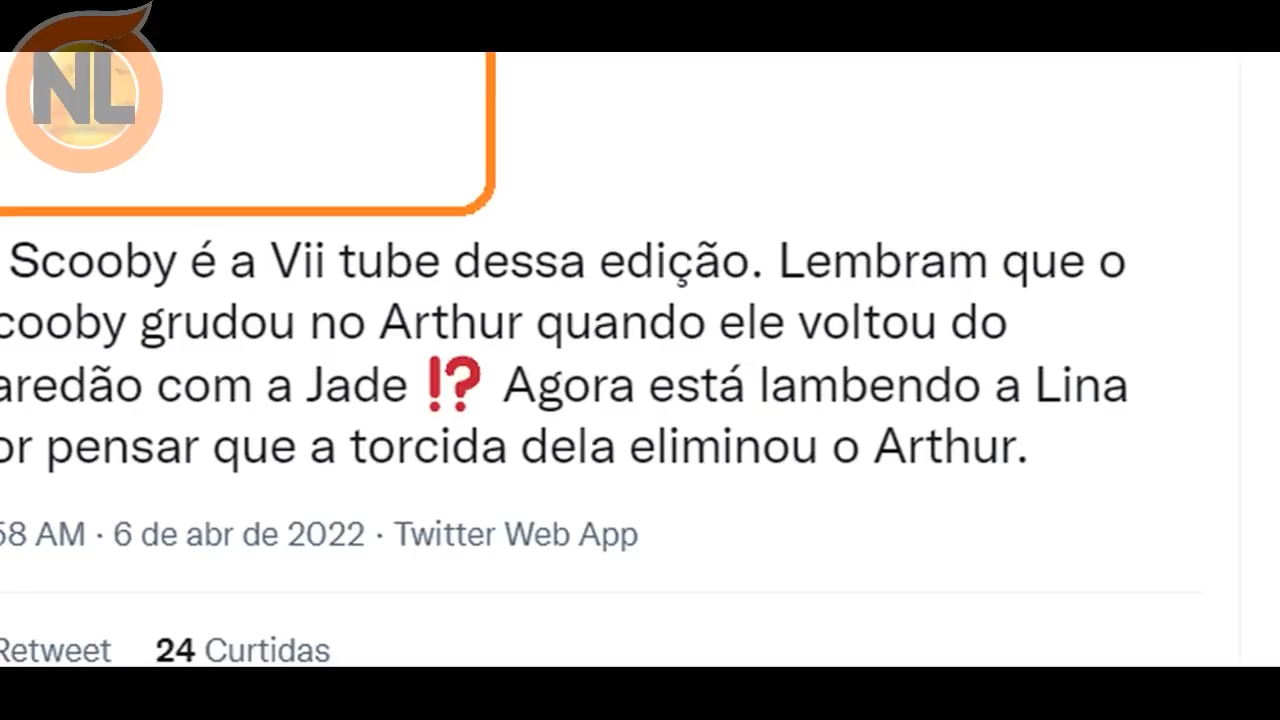 NL
Scooby é a Vii tube dessa edição. Lembram que o
cooby grudou no Arthur quando ele voltou do
aredão com a Jade ⁉️ Agora está lambendo a Lina
or pensar que a torcida dela eliminou o Arthur.
58 AM · 6 de abr de 2022 · Twitter Web App
Retweet 24 Curtidas